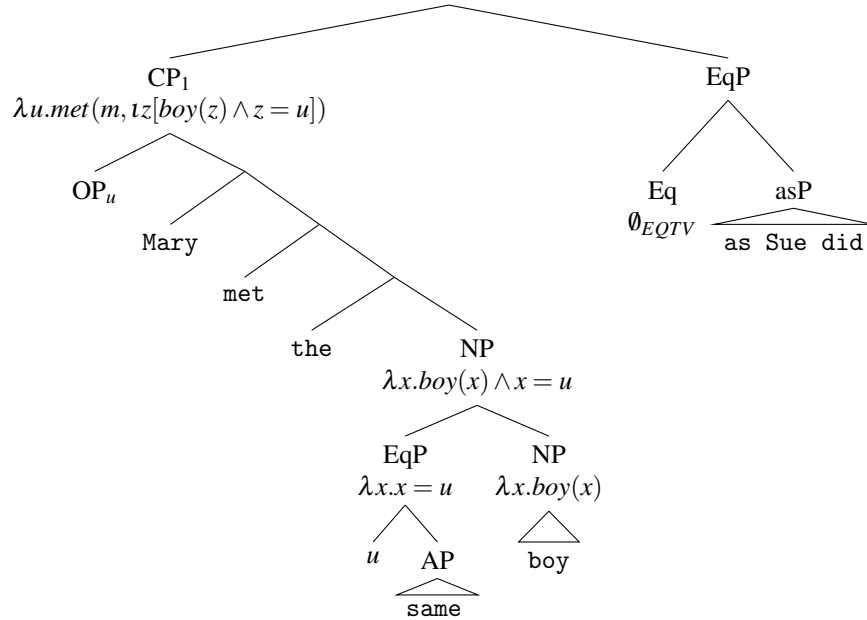 CP₁ EqP
λu.met(m, ιz[boy(z) ∧ z = u])
OPᵤ Eq asP
∅_EQTV
Mary as Sue did
met
the NP
λx.boy(x) ∧ x = u
EqP NP
λx.x = u λx.boy(x)
u AP boy
same